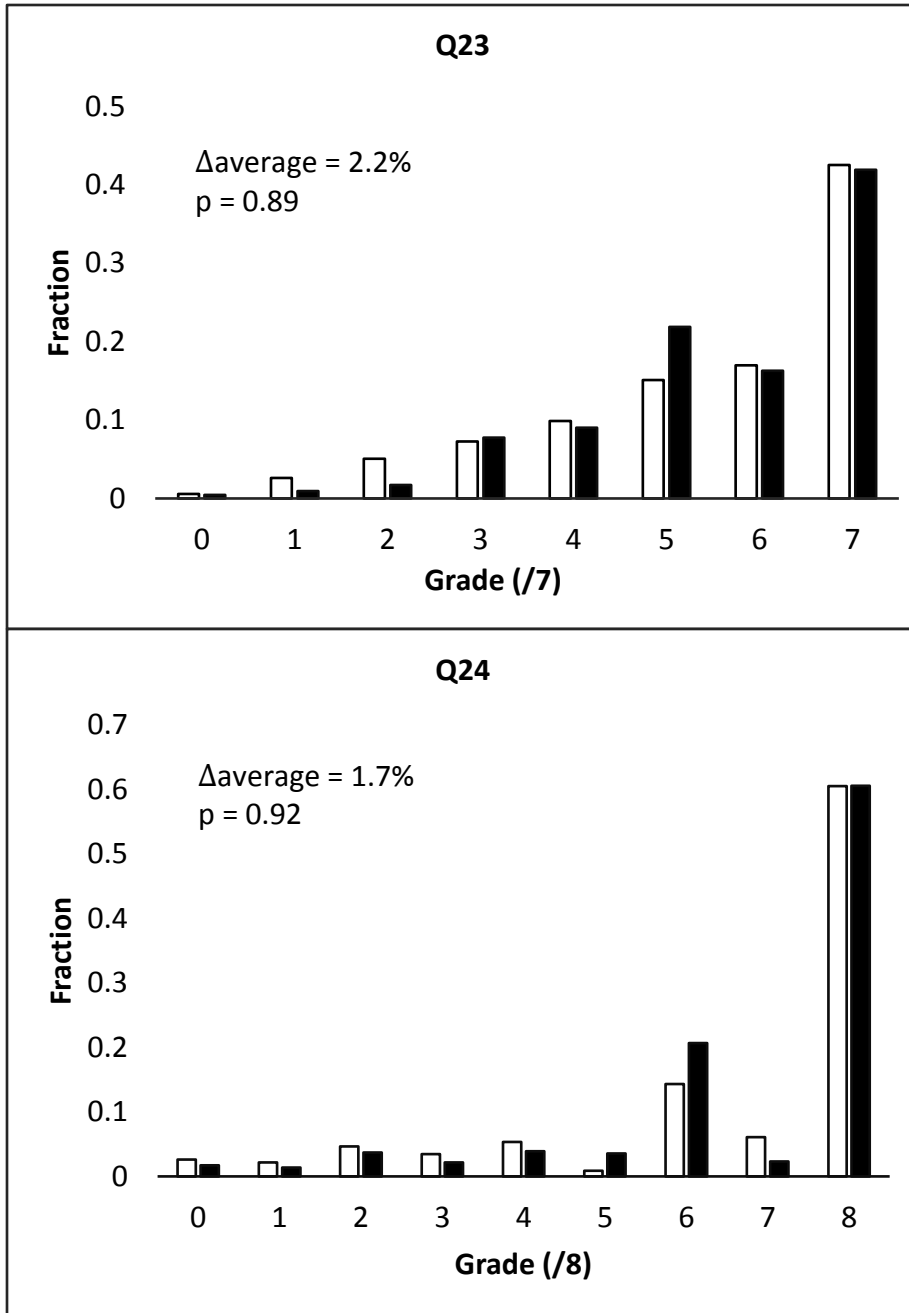 Q23
0.5
Δaverage = 2.2%
0.4
p = 0.89
0.3
Fraction
0.2
0.1
0
0 1 2 3 4 5 6 7
Grade (/7)
Q24
0.7
Δaverage = 1.7%
0.6
p = 0.92
0.5
0.4
Fraction
0.3
0.2
0.1
0
0 1 2 3 4 5 6 7 8
Grade (/8)